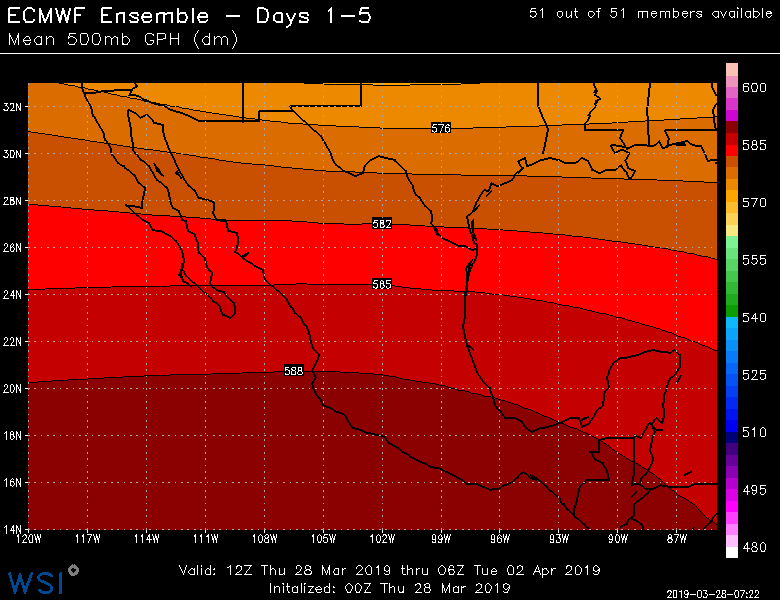 ECMWF Ensemble – Days 1–5
51 out of 51 members available
Mean 500mb GPH (dm)
32N
30N
28N
26N
24N
22N
20N
18N
16N
14N
576
582
585
588
120W 117W 114W 111W 108W 105W 102W 99W 96W 93W 90W 87W
600
585
570
555
540
525
510
495
480
Valid: 12Z Thu 28 Mar 2019 thru 06Z Tue 02 Apr 2019
Initalized: 00Z Thu 28 Mar 2019
WSI
2019-03-28-07:22